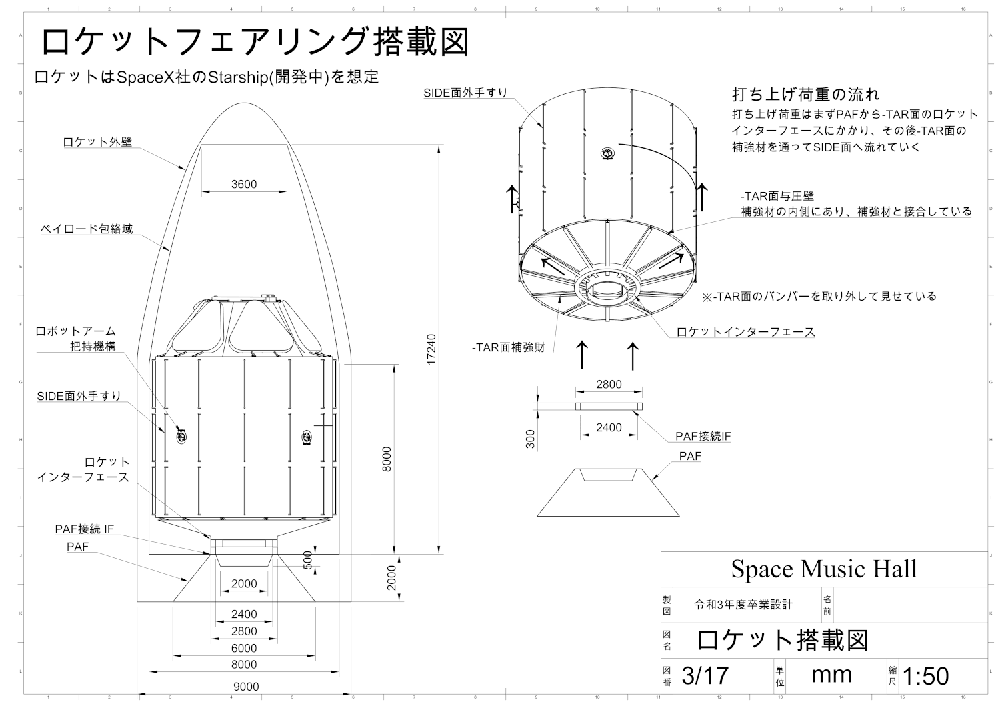 ロケットフェアリング搭載図
ロケットはSpaceX社のStarship(開発中)を想定
ロケット外壁
3600
ペイロード包絡域
ロボットアーム
把持機構
SIDE面外手すり
ロケット
インターフェース
PAF接続 IF
PAF
17240
8000
500
2000
2000
2400
2800
6000
8000
9000
SIDE面外手すり
打ち上げ荷重の流れ
打ち上げ荷重はまずPAFから-TAR面のロケット
インターフェースにかかり、その後-TAR面の
補強材を通ってSIDE面へ流れていく
-TAR面与圧壁
補強材の内側にあり、補強材と接合している
※-TAR面のバンパーを取り外して見せている
ロケットインターフェース
-TAR面補強財
2800
300
2400
PAF接続IF
PAF
Space Music Hall
製図 令和3年度卒業設計 名前
図名 ロケット搭載図
図番 3/17 単位 mm 縮尺 1:50